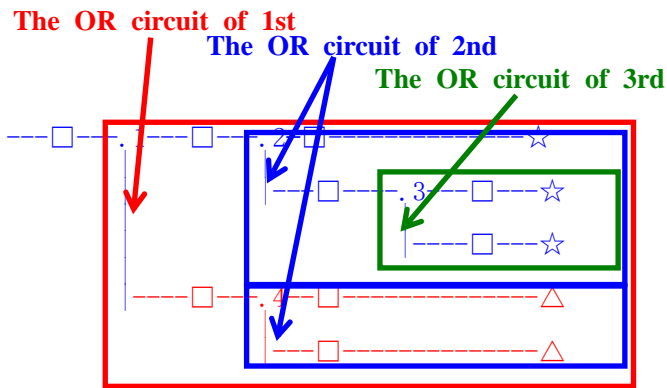 The OR circuit of 1st
The OR circuit of 2nd
The OR circuit of 3rd
---□--.1--□--.2-□---------☆
---□---.3--□---☆
---□---☆
---□--.4--□---------△
---□---------△